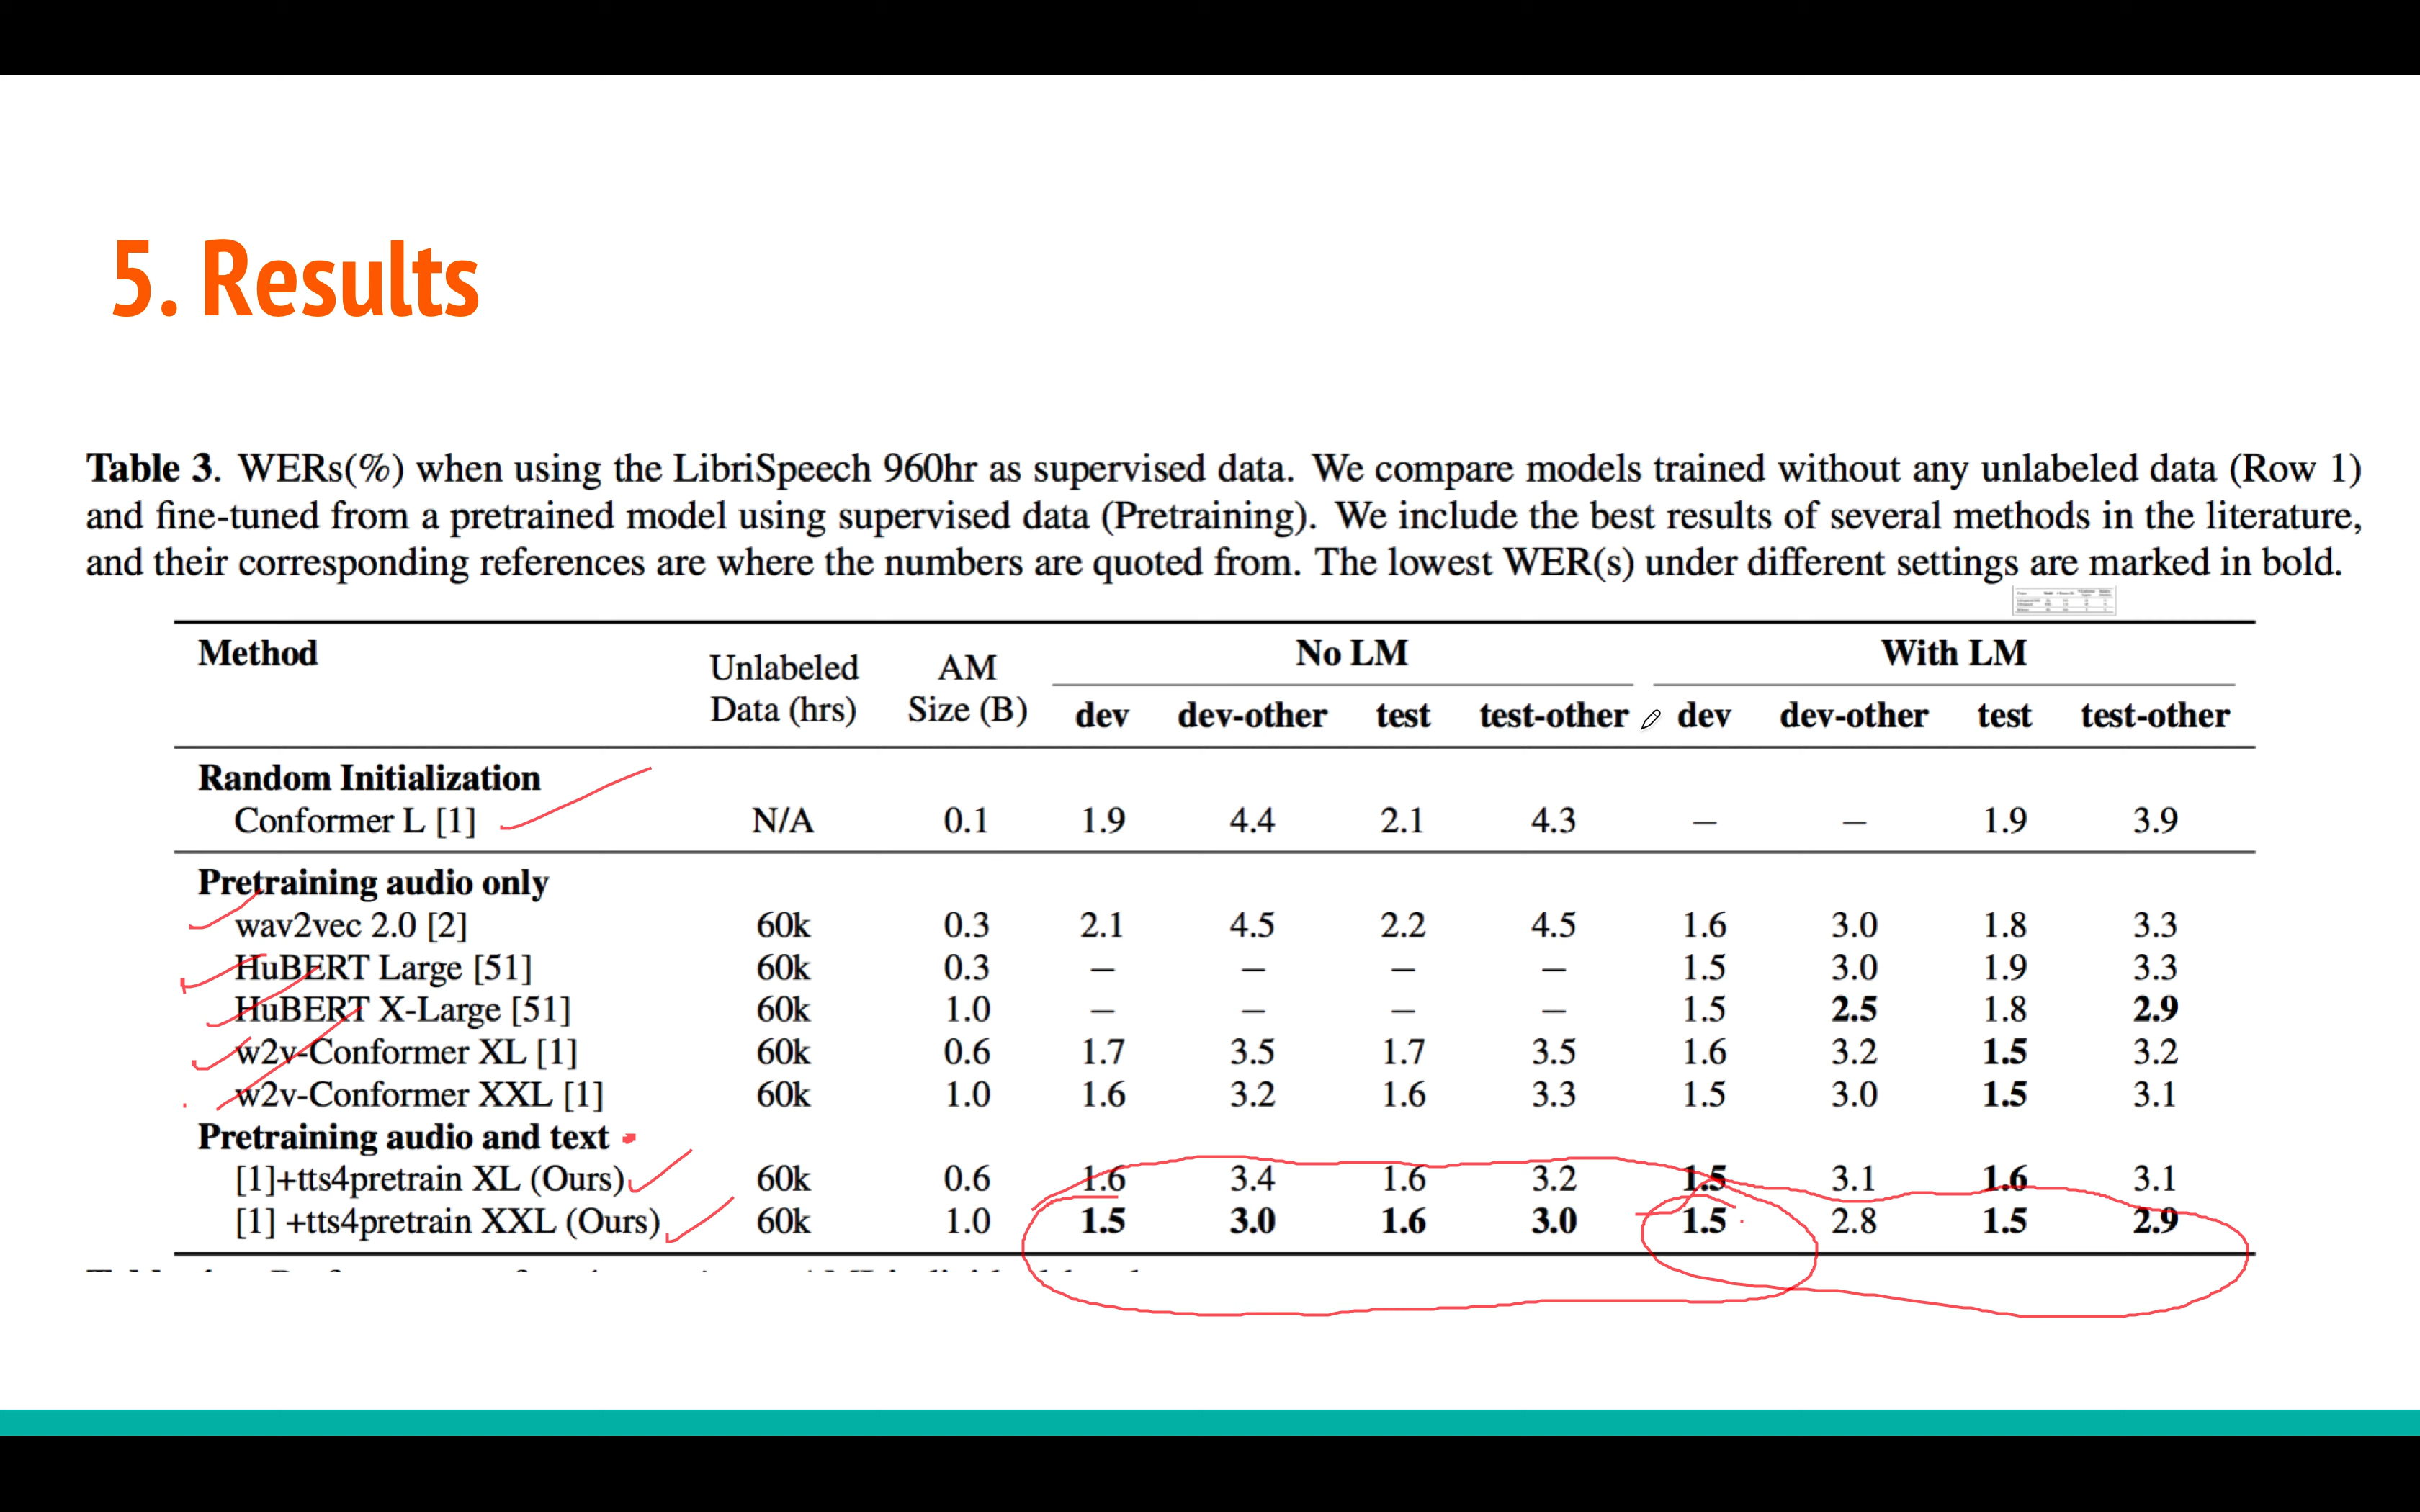 5. Results
Table 3. WERs(%) when using the LibriSpeech 960hr as supervised data. We compare models trained without any unlabeled data (Row 1)
and fine-tuned from a pretrained model using supervised data (Pretraining). We include the best results of several methods in the literature,
and their corresponding references are where the numbers are quoted from. The lowest WER(s) under different settings are marked in bold.
Method Unlabeled Data (hrs) AM Size (B) No LM With LM
dev dev-other test test-other dev dev-other test test-other
Random Initialization
Conformer L [1] N/A 0.1 1.9 4.4 2.1 4.3 – – 1.9 3.9
Pretraining audio only
wav2vec 2.0 [2] 60k 0.3 2.1 4.5 2.2 4.5 1.6 3.0 1.8 3.3
HuBERT Large [51] 60k 0.3 – – – – 1.5 3.0 1.9 3.3
HuBERT X-Large [51] 60k 1.0 – – – – 1.5 2.5 1.8 2.9
w2v-Conformer XL [1] 60k 0.6 1.7 3.5 1.7 3.5 1.6 3.2 1.5 3.2
w2v-Conformer XXL [1] 60k 1.0 1.6 3.2 1.6 3.3 1.5 3.0 1.5 3.1
Pretraining audio and text
[1]+tts4pretrain XL (Ours) 60k 0.6 1.6 3.4 1.6 3.2 1.5 3.1 1.6 3.1
[1] +tts4pretrain XXL (Ours) 60k 1.0 1.5 3.0 1.6 3.0 1.5 2.8 1.5 2.9